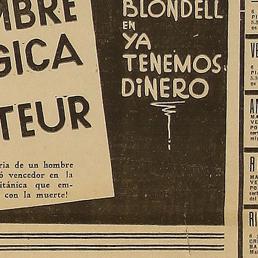 MBRE
GICA
TEUR
ria de un hombre
ó vencedor en la
itánica que em-
con la muerte!
BLONDELL
EN
YA
TENEMOS
DiNERO